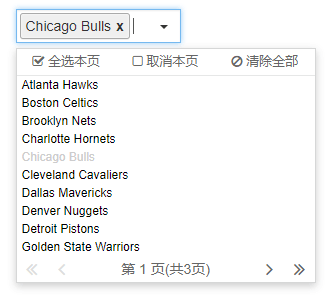 Chicago Bulls x
全选本页 取消本页 清除全部
Atlanta Hawks
Boston Celtics
Brooklyn Nets
Charlotte Hornets
Chicago Bulls
Cleveland Cavaliers
Dallas Mavericks
Denver Nuggets
Detroit Pistons
Golden State Warriors
第 1 页(共3页)